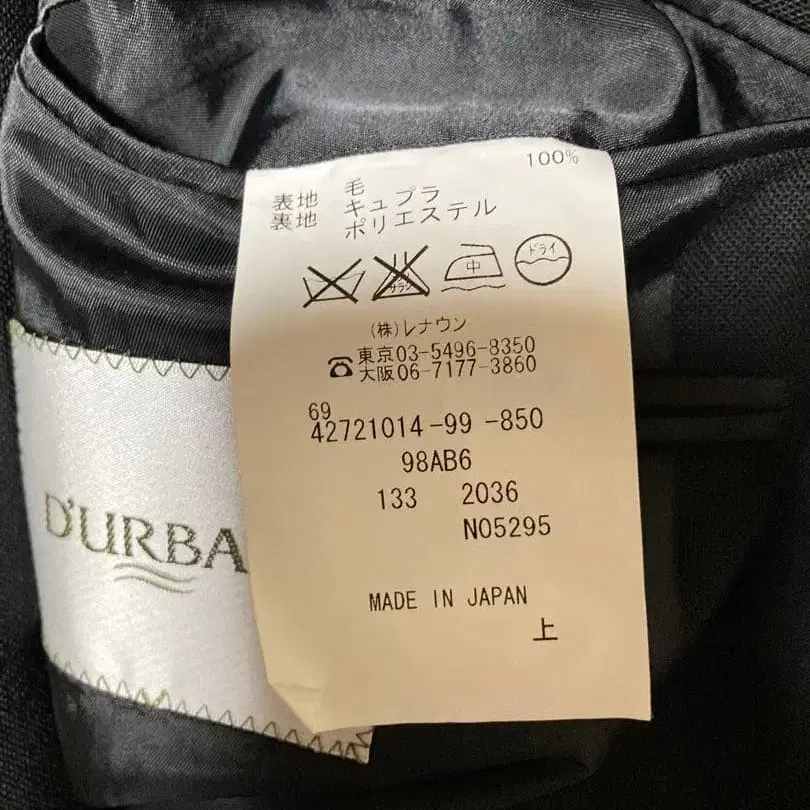 表地 毛 100%
裏地 キュプラ
ポリエステル
中
ドライ
(株)レナウン
☎東京03-5496-8350
大阪06-7177-3860
69
42721014-99 -850
98AB6
133 2036
N05295
MADE IN JAPAN
上
D'URBA